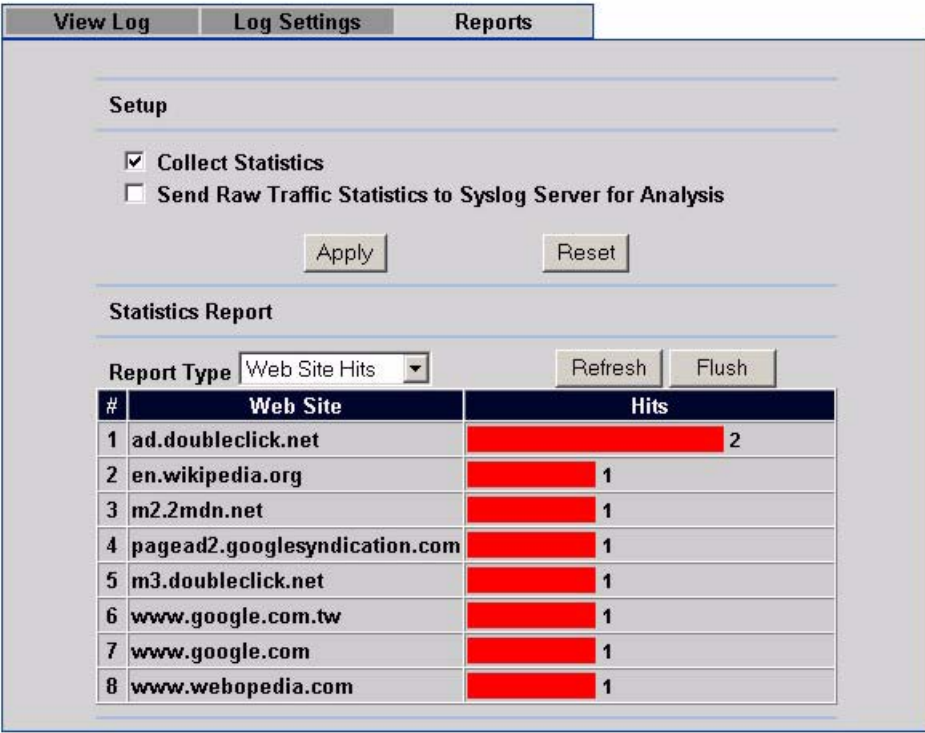 View Log Log Settings Reports
Setup
Collect Statistics
Send Raw Traffic Statistics to Syslog Server for Analysis
Apply Reset
Statistics Report
Report Type Web Site Hits Refresh Flush
# Web Site Hits
1 ad.doubleclick.net 2
2 en.wikipedia.org 1
3 m2.2mdn.net 1
4 pagead2.googlesyndication.com 1
5 m3.doubleclick.net 1
6 www.google.com.tw 1
7 www.google.com 1
8 www.webopedia.com 1